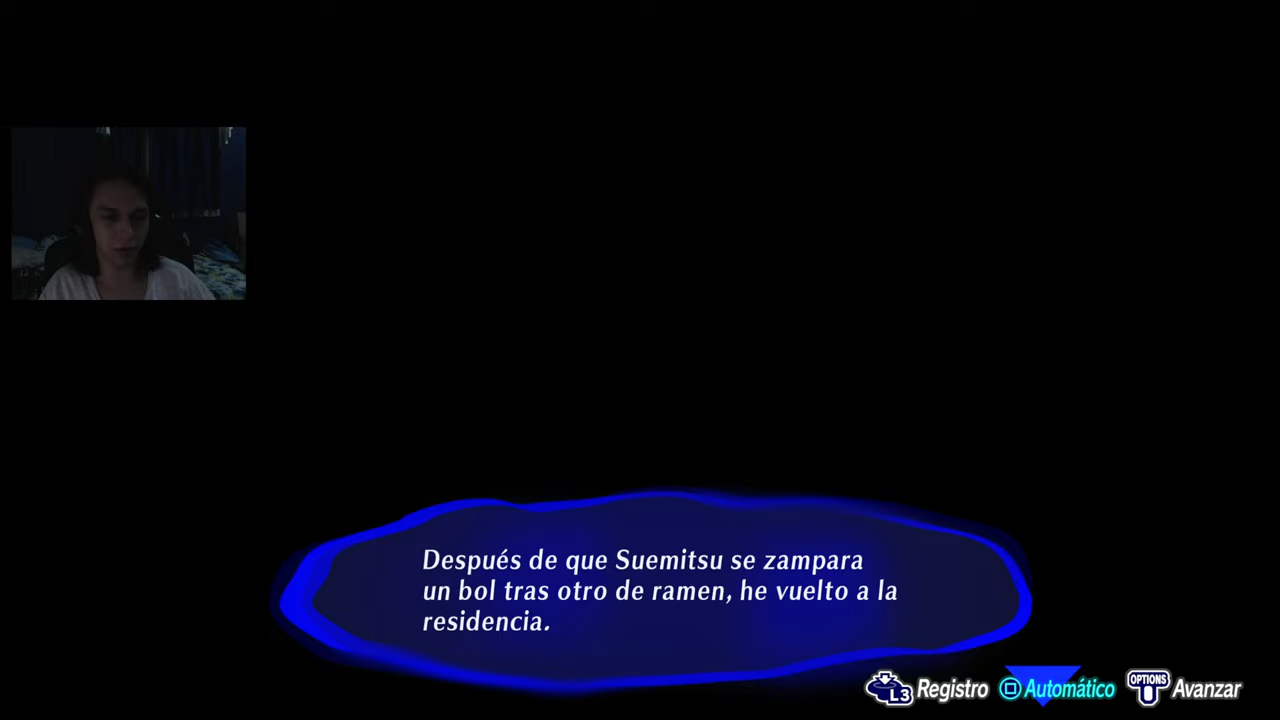 Después de que Suemitsu se zampara
un bol tras otro de ramen, he vuelto a la
residencia.
L3 Registro Automático OPTIONS Avanzar